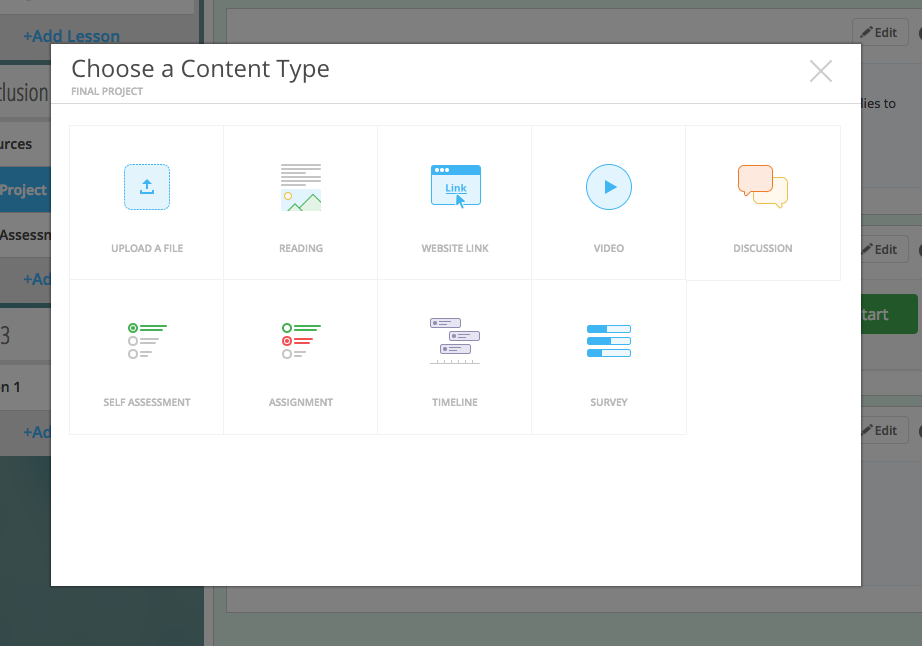 +Add Lesson
Edit
Choose a Content Type
FINAL PROJECT
clusion
lies to
urces
Project
Link
Assessn
UPLOAD A FILE
READING
WEBSITE LINK
VIDEO
DISCUSSION
Edit
+Ad
tart
3
n 1
SELF ASSESSMENT
ASSIGNMENT
TIMELINE
SURVEY
+Ad
Edit